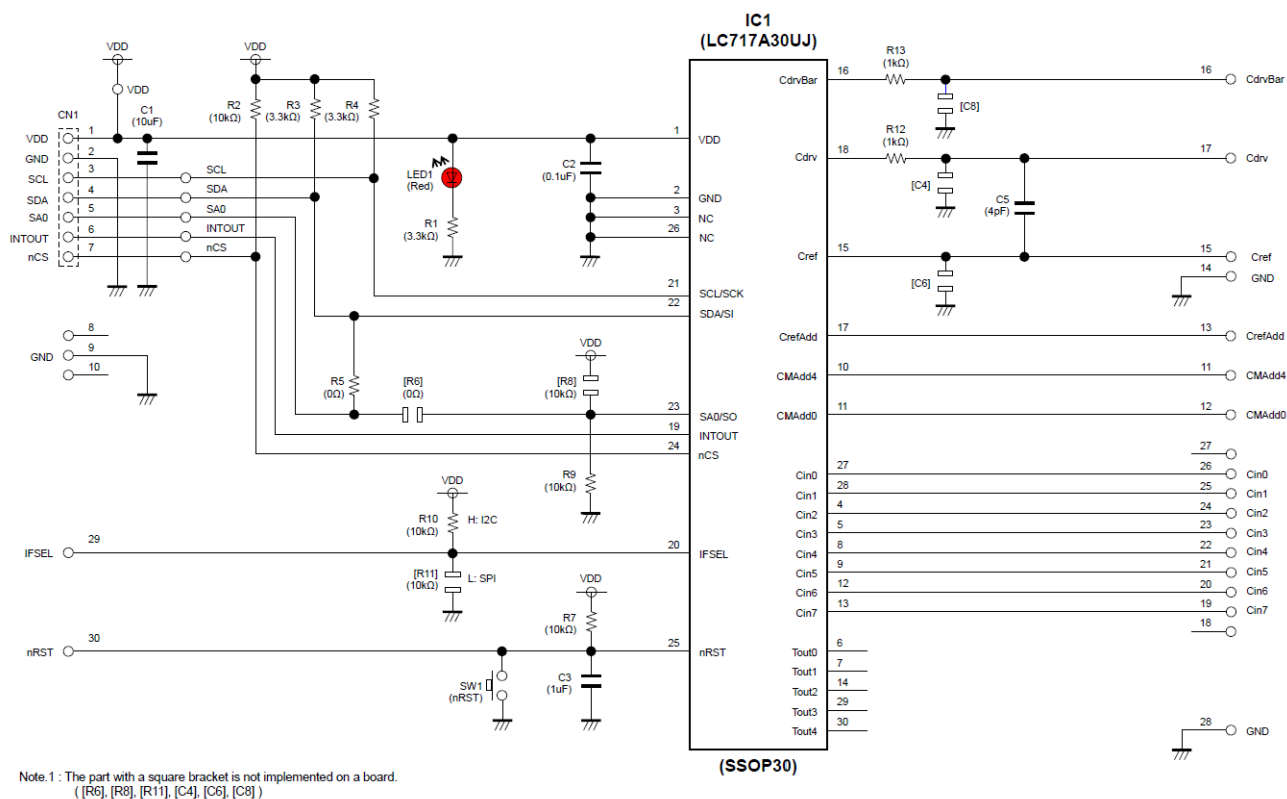 IC1
(LC717A30UJ)
VDD
VDD
VDD
CN1
C1
(10uF)
R2
(10kΩ)
R3
(3.3kΩ)
R4
(3.3kΩ)
VDD 1
GND 2
SCL 3 SCL
SDA 4 SDA
SA0 5 SA0
INTOUT 6 INTOUT
nCS 7 nCS
8
GND 9
10
LED1
(Red)
R1
(3.3kΩ)
C2
(0.1uF)
1 VDD
2 GND
3 NC
26 NC
21 SCL/SCK
22 SDA/SI
R5
(0Ω)
[R6]
(0Ω)
VDD
[R8]
(10kΩ)
23 SA0/SO
19 INTOUT
24 nCS
R9
(10kΩ)
VDD
R10
(10kΩ)
H: I2C
IFSEL 29
20 IFSEL
[R11]
(10kΩ)
L: SPI
VDD
R7
(10kΩ)
nRST 30
25 nRST
SW1
(nRST)
C3
(1uF)
CdrvBar 16
R13
(1kΩ)
[C8]
16 CdrvBar
Cdrv 18
R12
(1kΩ)
[C4]
C5
(4pF)
17 Cdrv
Cref 15
[C6]
15 Cref
14 GND
CrefAdd 17
13 CrefAdd
CMAdd4 10
11 CMAdd4
CMAdd0 11
12 CMAdd0
27
Cin0 27
26 Cin0
Cin1 28
25 Cin1
Cin2 4
24 Cin2
Cin3 5
23 Cin3
Cin4 8
22 Cin4
Cin5 9
21 Cin5
Cin6 12
20 Cin6
Cin7 13
19 Cin7
18
Tout0 6
Tout1 7
Tout2 14
Tout3 29
Tout4 30
28 GND
(SSOP30)
Note.1 : The part with a square bracket is not implemented on a board.
( [R6], [R8], [R11], [C4], [C6], [C8] )